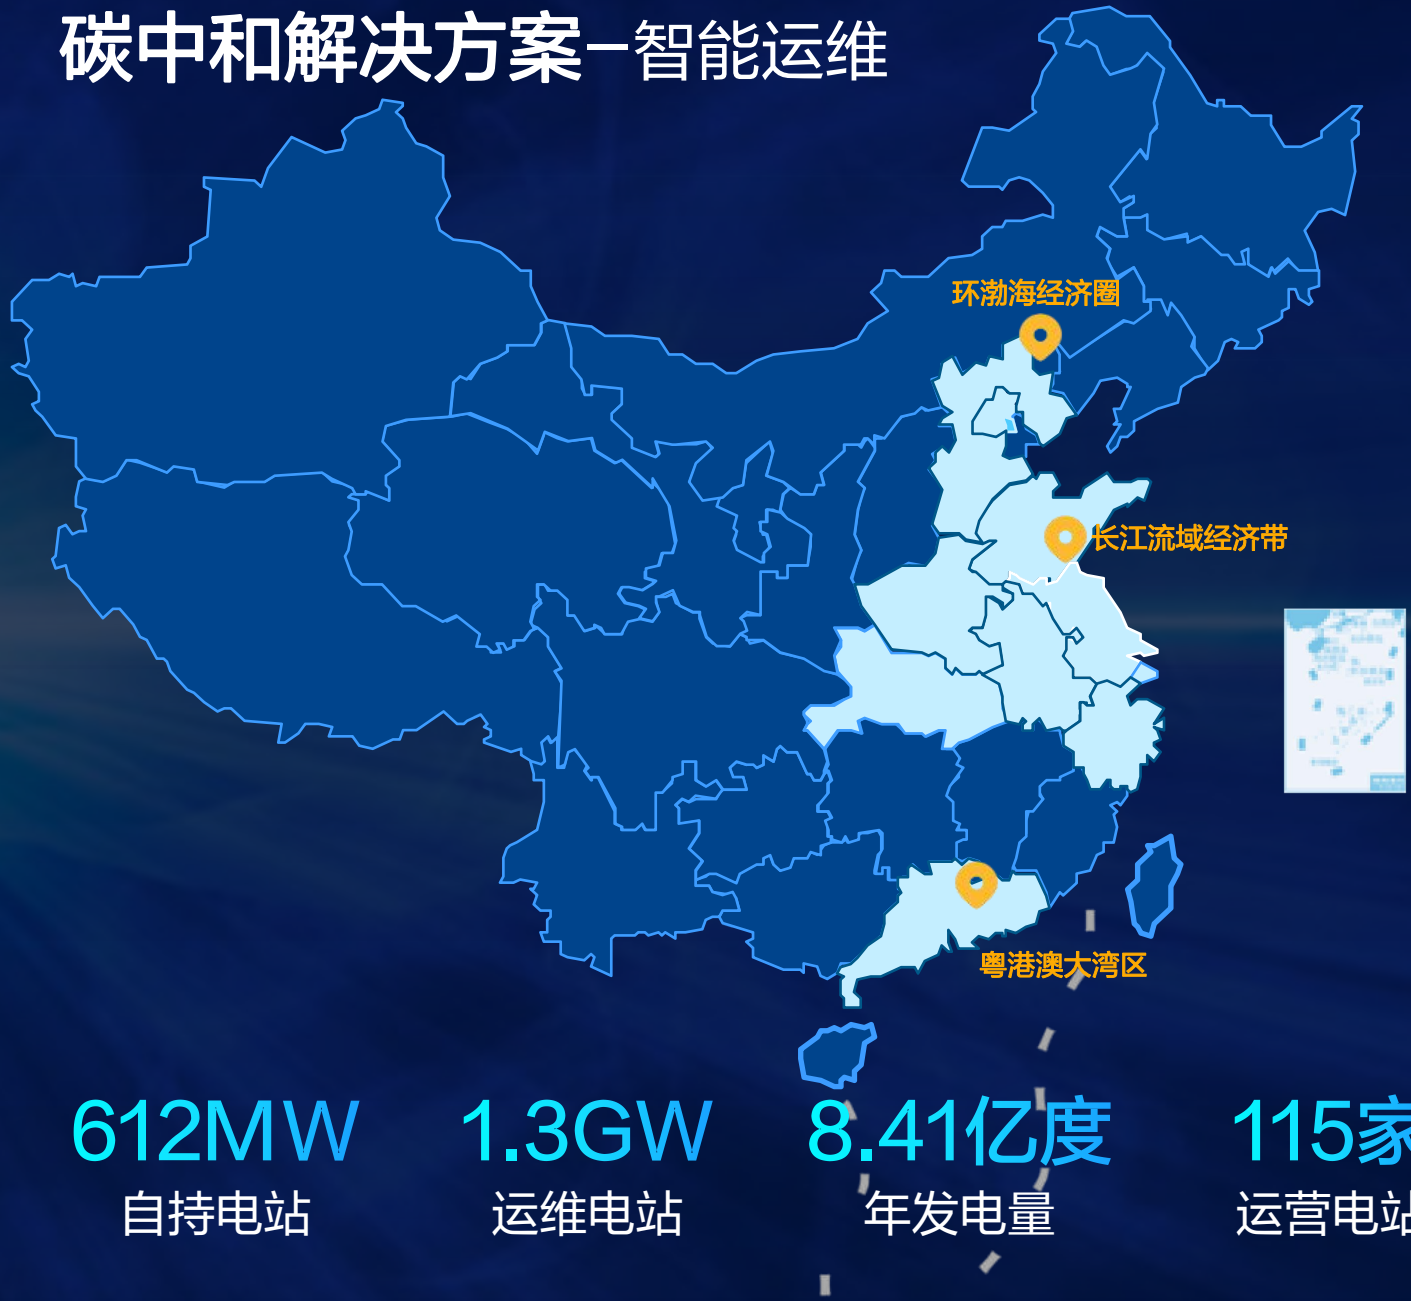 碳中和解决方案–智能运维
环渤海经济圈
长江流域经济带
粤港澳大湾区
612MW
1.3GW
8.41亿度
115家
自持电站
运维电站
年发电量
运营电站